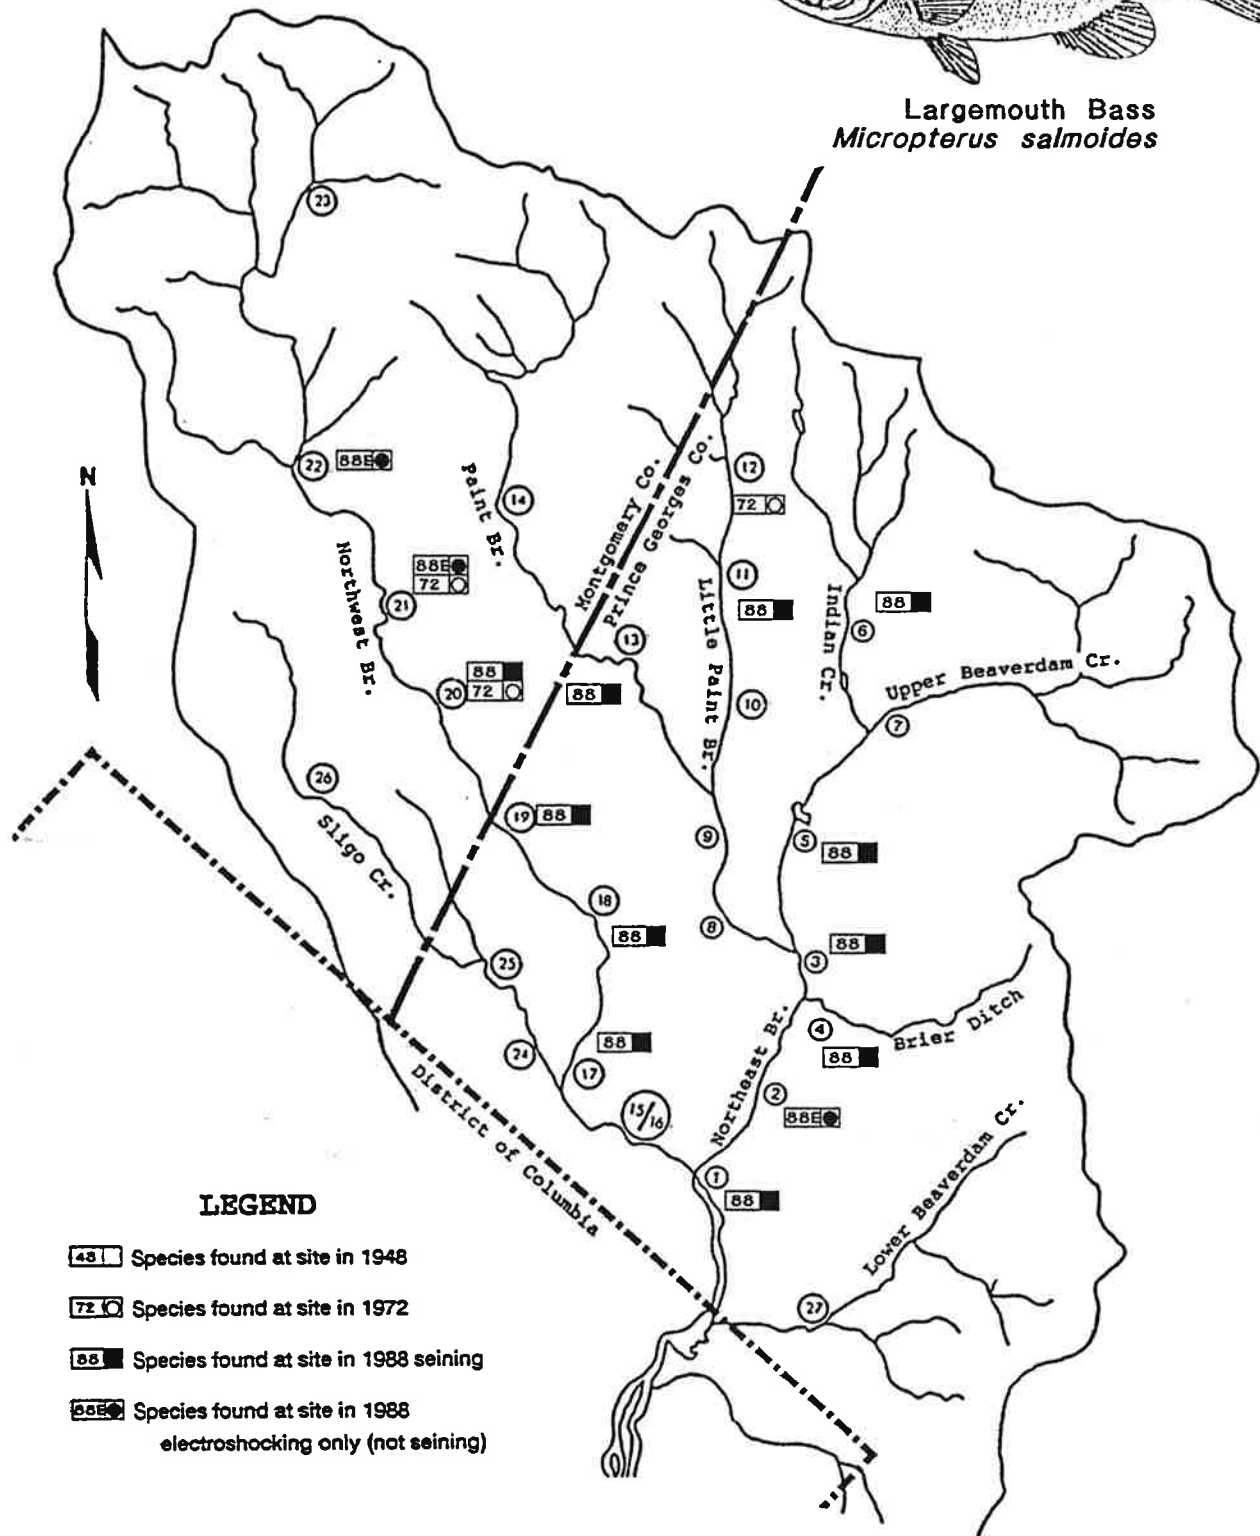 Largemouth Bass
Micropterus salmoides
23
N
22
88E
Paint Br.
14
Montgomery Co.
Prince Georges Co.
12
72
Northwest Br.
88E
72
21
11
88
Little Paint Br.
Indian Cr.
88
6
13
88
20
88
72
10
Upper Beaverdam Cr.
7
26
Sligo Cr.
19
88
9
5
88
18
88
8
3
88
25
4
88
Brier Ditch
24
17
88
15/16
Northeast Br.
2
88E
District of Columbia
1
88
Lower Beaverdam Cr.
27
LEGEND
48 Species found at site in 1948
72 Species found at site in 1972
88 Species found at site in 1988 seining
88E Species found at site in 1988
electroshocking only (not seining)